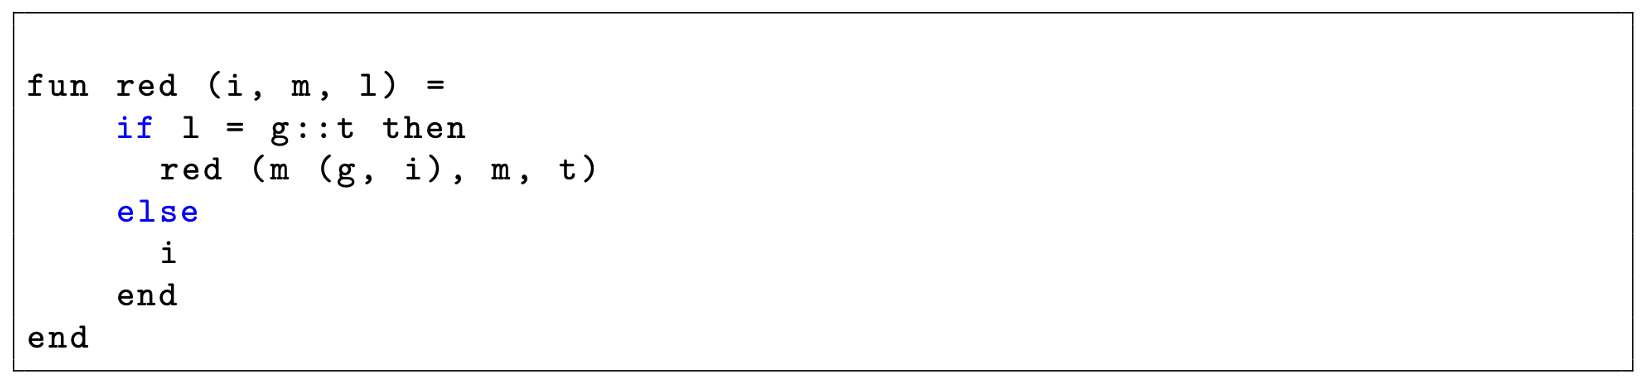 fun red (i, m, l) =
if l = g::t then
red (m (g, i), m, t)
else
i
end
end